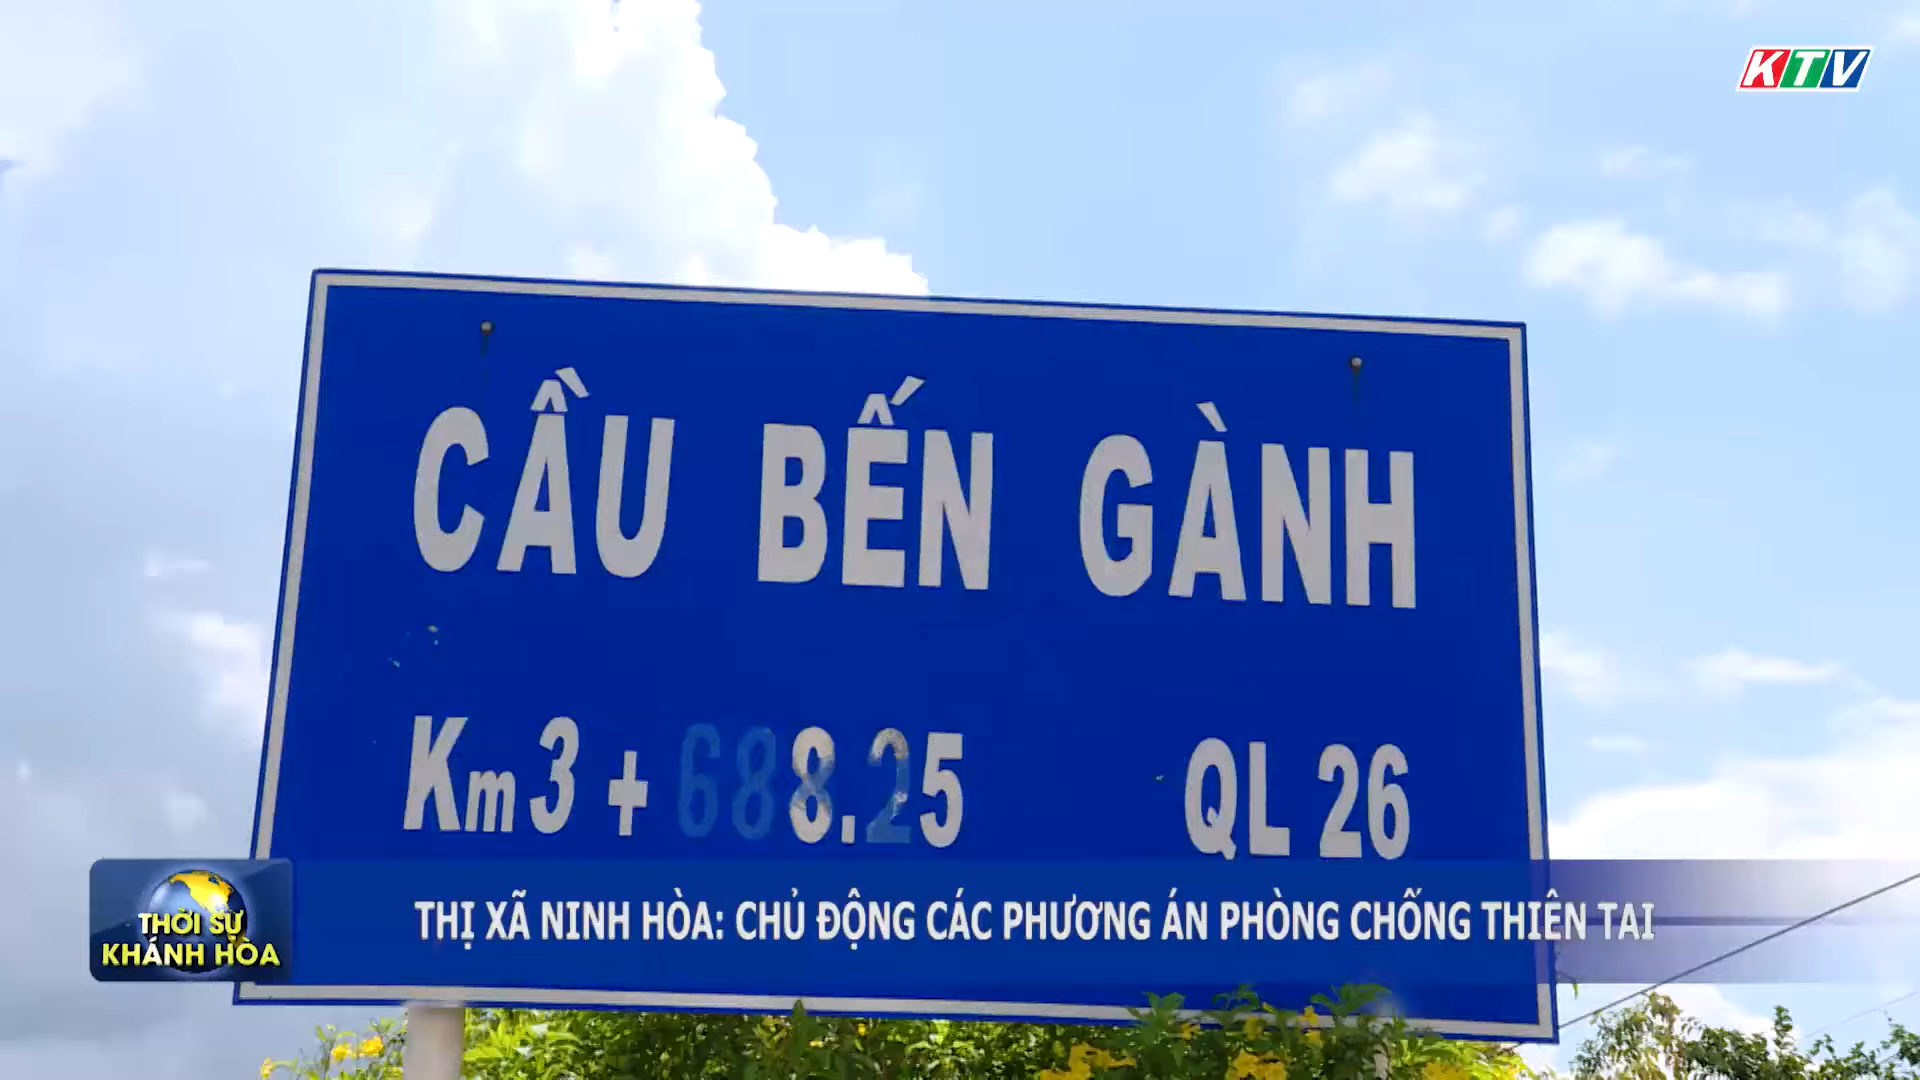 KTV
CẦU BẾN GÀNH
Km3 + 688.25 QL 26
THỜI SỰ
KHÁNH HÒA
THỊ XÃ NINH HÒA: CHỦ ĐỘNG CÁC PHƯƠNG ÁN PHÒNG CHỐNG THIÊN TAI